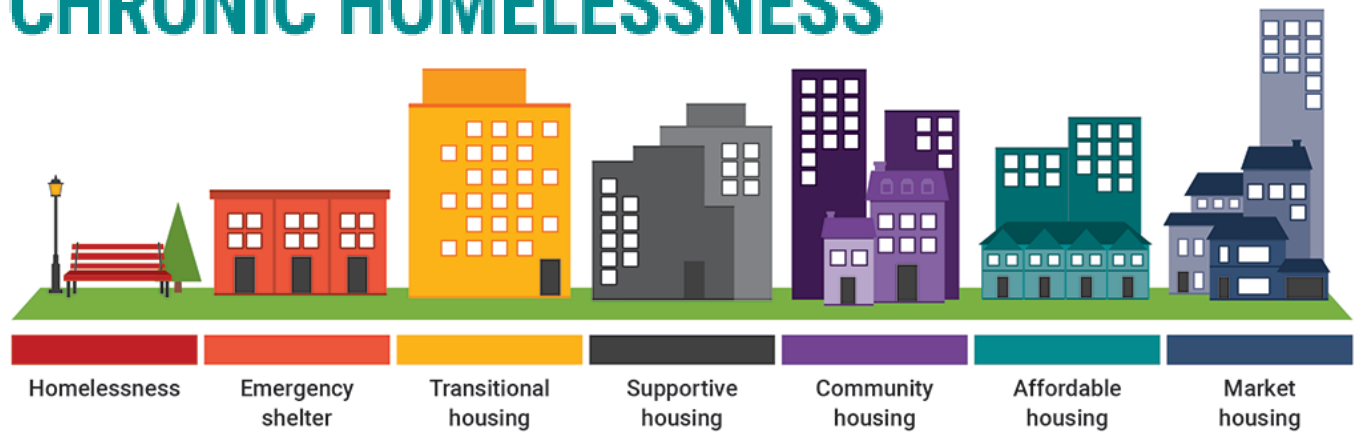 CHRONIC HOMELESSNESS
Homelessness
Emergency
shelter
Transitional
housing
Supportive
housing
Community
housing
Affordable
housing
Market
housing